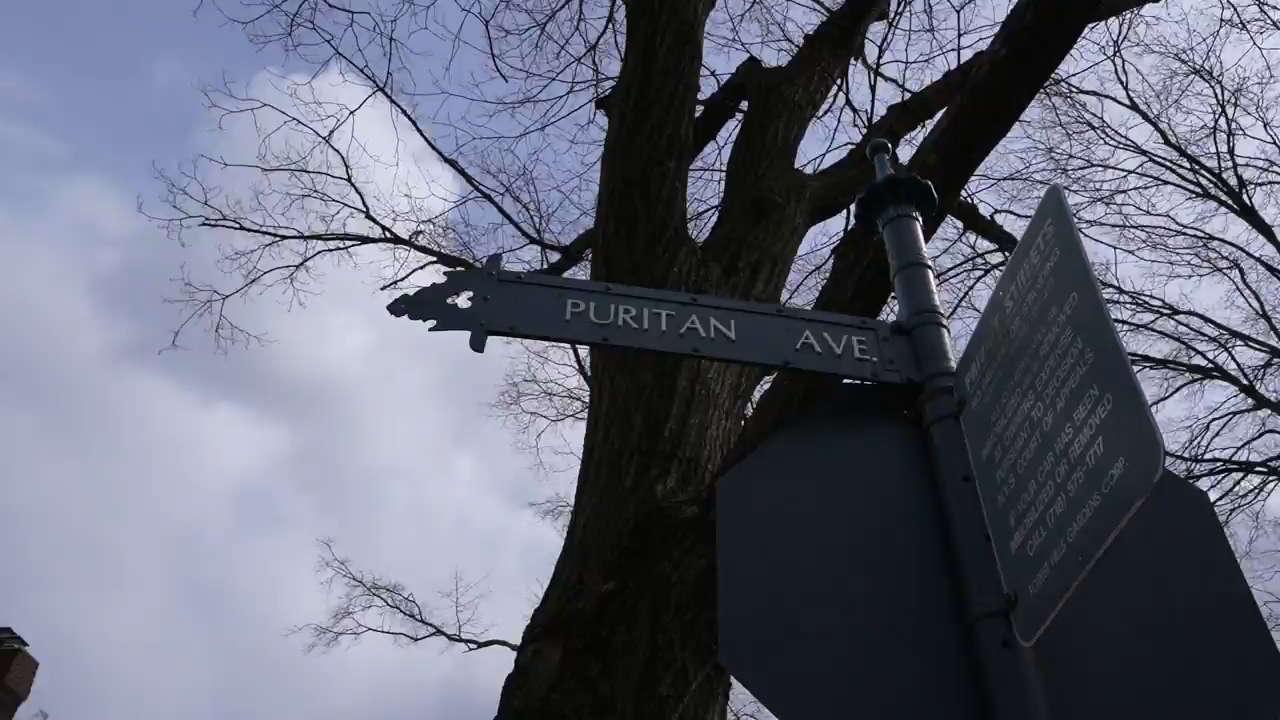 PURITAN AVE.
STREETS
AT OWNERS EXPENSE
PURSUANT TO DECISION
N.Y.S. COURT OF APPEALS
IF YOUR CAR HAS BEEN
IMMOBILIZED OR REMOVED
CALL (718) 575-1717
FOREST HILLS GARDENS CORP.